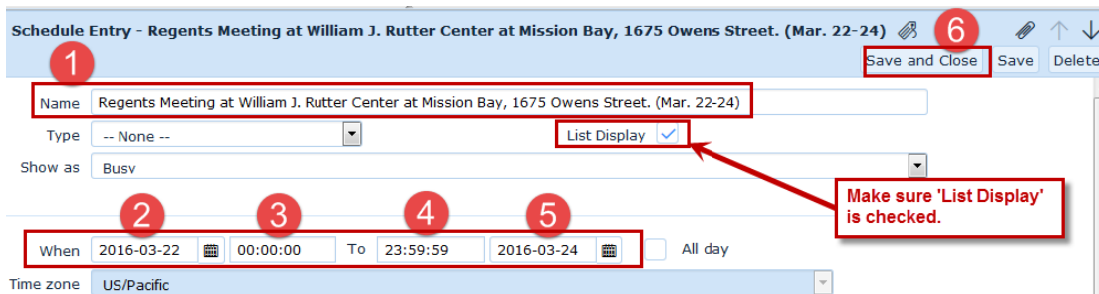 Schedule Entry - Regents Meeting at William J. Rutter Center at Mission Bay, 1675 Owens Street. (Mar. 22-24)
6
Save and Close Save Delete
1
Name Regents Meeting at William J. Rutter Center at Mission Bay, 1675 Owens Street. (Mar. 22-24)
Type -- None -- List Display
Show as Busy
Make sure 'List Display'
is checked.
2 3 4 5
When 2016-03-22 00:00:00 To 23:59:59 2016-03-24 All day
Time zone US/Pacific